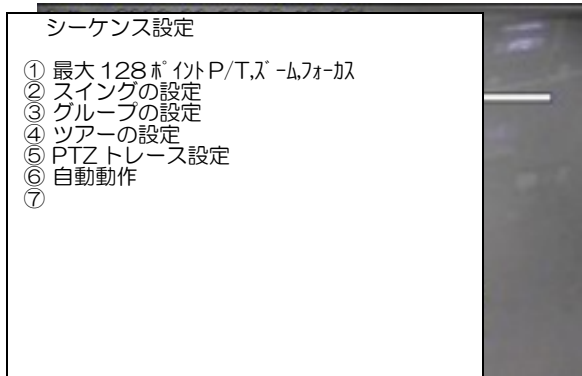 シーケンス設定
① 最大128ﾎﾟｲﾝﾄP/T,ｽﾞｰﾑ,ﾌｫｰｶｽ
② スイングの設定
③ グループの設定
④ ツアーの設定
⑤ PTZトレース設定
⑥ 自動動作
⑦